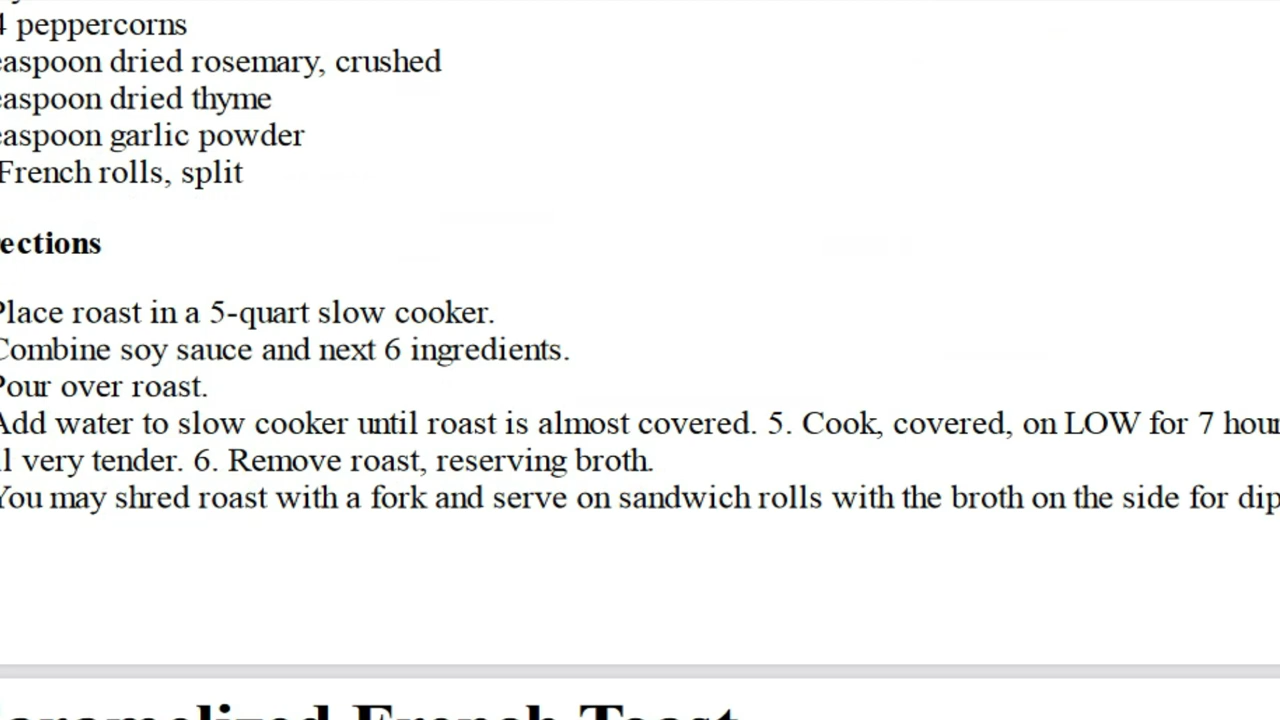 4 peppercorns
easpoon dried rosemary, crushed
easpoon dried thyme
easpoon garlic powder
French rolls, split
ections
Place roast in a 5-quart slow cooker.
Combine soy sauce and next 6 ingredients.
Pour over roast.
Add water to slow cooker until roast is almost covered. 5. Cook, covered, on LOW for 7 hour
l very tender. 6. Remove roast, reserving broth.
You may shred roast with a fork and serve on sandwich rolls with the broth on the side for dip
aramelized French Toast